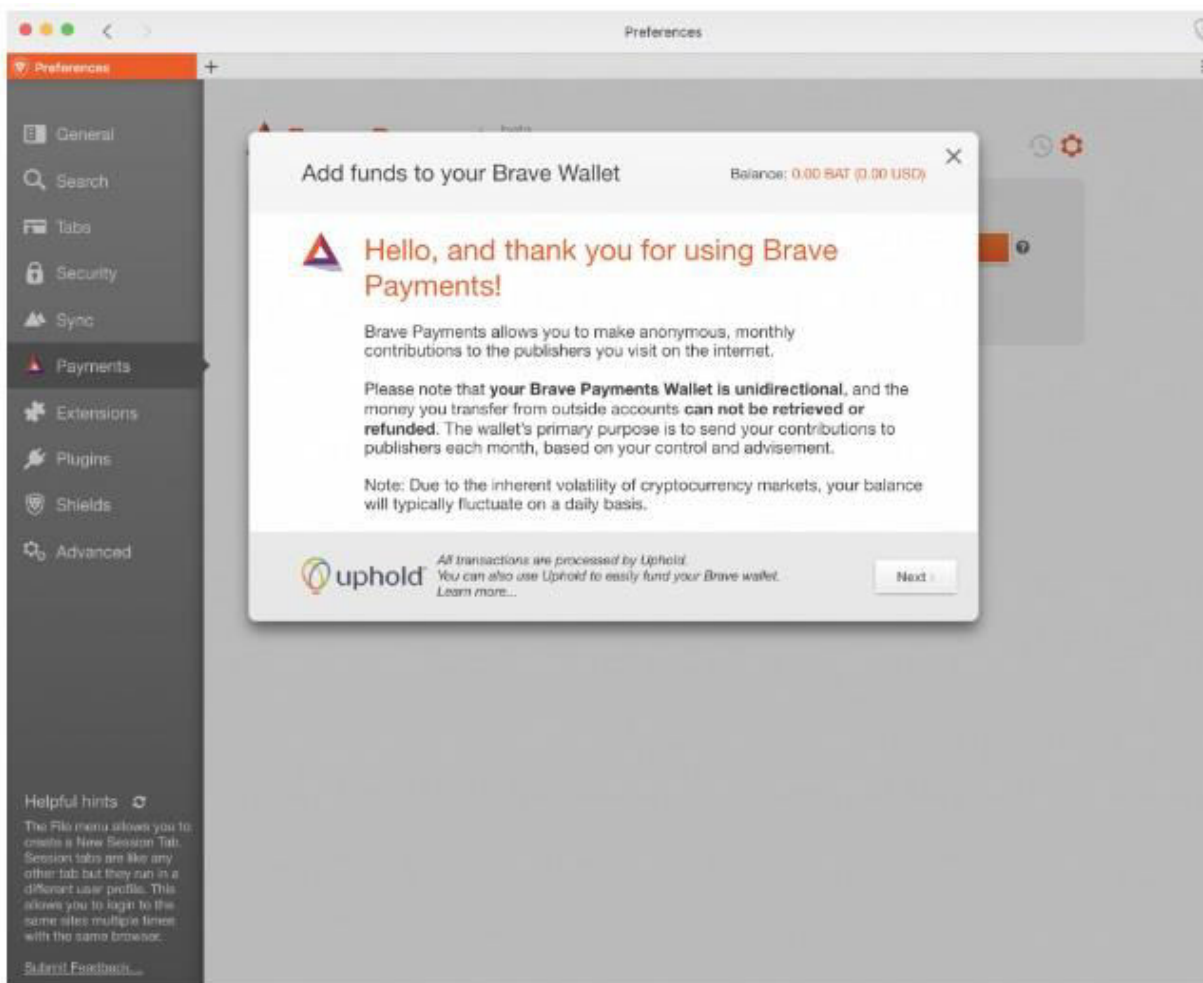 Preferences
Preferences
+
General
Search
Tabs
Security
Sync
Payments
Extensions
Plugins
Shields
Advanced
beta
Add funds to your Brave Wallet
Balance: 0.00 BAT (0.00 USD)
Hello, and thank you for using Brave
Payments!
Brave Payments allows you to make anonymous, monthly
contributions to the publishers you visit on the internet.
Please note that your Brave Payments Wallet is unidirectional, and the
money you transfer from outside accounts can not be retrieved or
refunded. The wallet's primary purpose is to send your contributions to
publishers each month, based on your control and advisement.
Note: Due to the inherent volatility of cryptocurrency markets, your balance
will typically fluctuate on a daily basis.
uphold
All transactions are processed by Uphold.
You can also use Uphold to easily fund your Brave wallet.
Learn more...
Next
Helpful hints
The File menu allows you to
create a New Session Tab.
Session tabs are like any
other tab but they run in a
different user profile. This
allows you to login to the
same sites multiple times
with the same browser.
Submit Feedback...